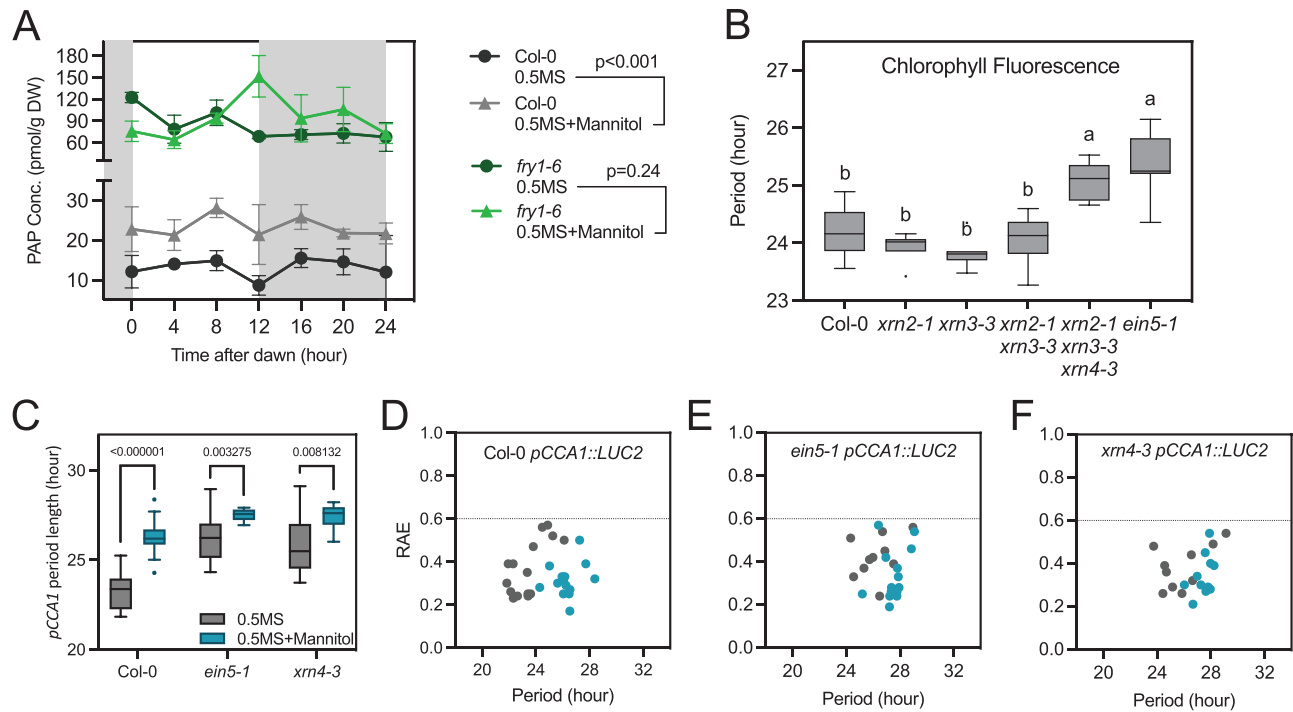 A
PAP Conc. (pmol/g DW)
180
150
120
90
60
30
20
10
0 4 8 12 16 20 24
Time after dawn (hour)
Col-0
0.5MS
p<0.001
Col-0
0.5MS+Mannitol
fry1-6
0.5MS
p=0.24
fry1-6
0.5MS+Mannitol
B
Chlorophyll Fluorescence
Period (hour)
27
26
25
24
23
b b b b a a
Col-0 xrn2-1 xrn3-3 xrn2-1 xrn2-1 ein5-1
xrn3-3 xrn3-3
xrn4-3
C
pCCA1 period length (hour)
30
25
20
<0.000001 0.003275 0.008132
0.5MS
0.5MS+Mannitol
Col-0 ein5-1 xrn4-3
D
Col-0 pCCA1::LUC2
RAE
1.0
0.8
0.6
0.4
0.2
0.0
20 24 28 32
Period (hour)
E
ein5-1 pCCA1::LUC2
1.0
0.8
0.6
0.4
0.2
0.0
20 24 28 32
Period (hour)
F
xrn4-3 pCCA1::LUC2
1.0
0.8
0.6
0.4
0.2
0.0
20 24 28 32
Period (hour)